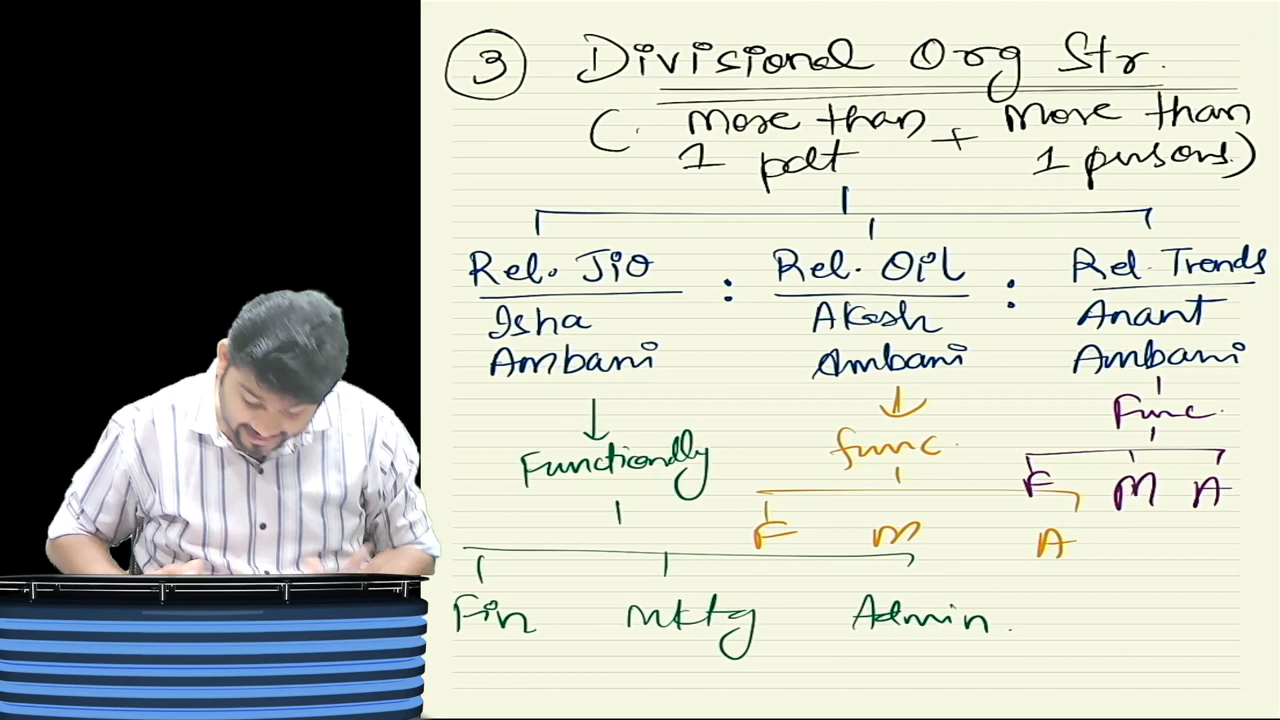 3 Divisional Org Str.
(. More than 1 pdt + More than 1 persons.)
Rel. Jio : Rel. Oil : Rel. Trends
Isha Ambani
Akash Ambani
Anant Ambani
Functionally
Func.
Func.
F M A
F M A
Fin Mktg Admin.